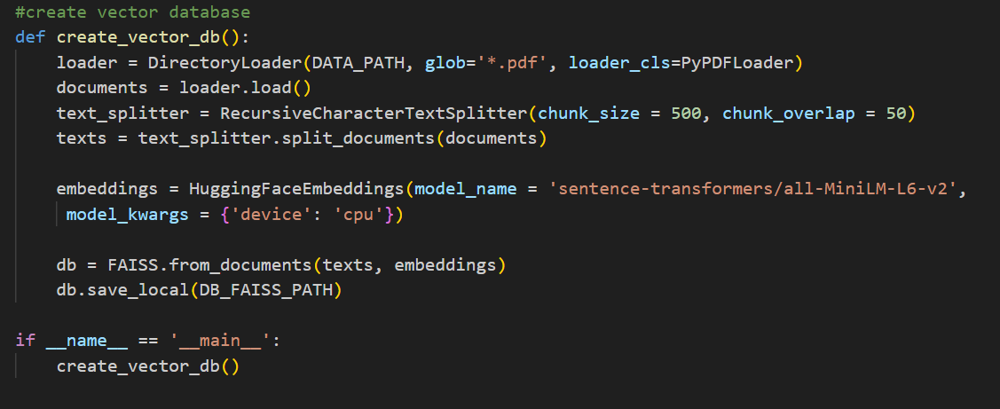 #create vector database
def create_vector_db():
    loader = DirectoryLoader(DATA_PATH, glob='*.pdf', loader_cls=PyPDFLoader)
    documents = loader.load()
    text_splitter = RecursiveCharacterTextSplitter(chunk_size = 500, chunk_overlap = 50)
    texts = text_splitter.split_documents(documents)

    embeddings = HuggingFaceEmbeddings(model_name = 'sentence-transformers/all-MiniLM-L6-v2',
     model_kwargs = {'device': 'cpu'})

    db = FAISS.from_documents(texts, embeddings)
    db.save_local(DB_FAISS_PATH)

if __name__ == '__main__':
    create_vector_db()